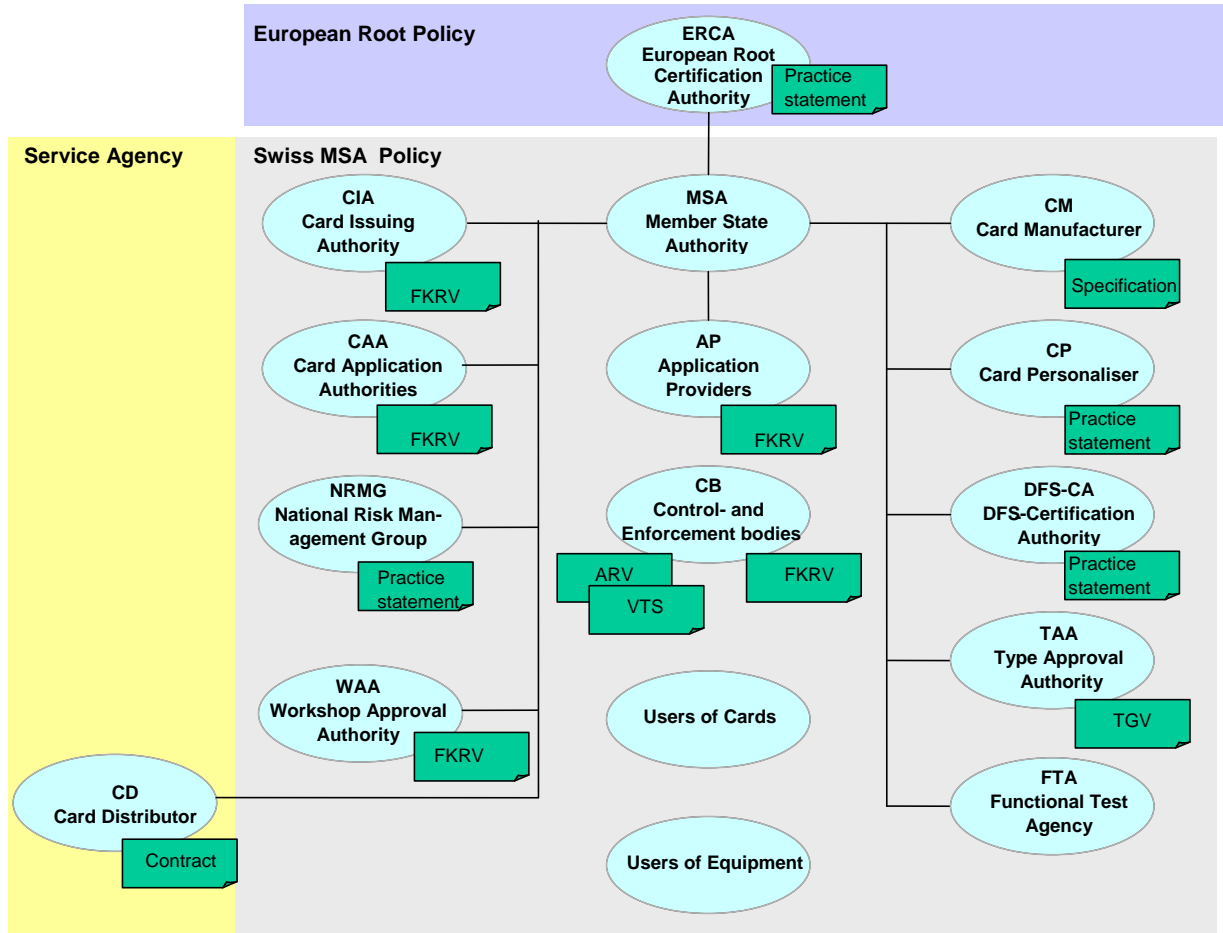 European Root Policy
ERCA
European Root
Certification
Authority
Practice
statement
Service Agency
Swiss MSA Policy
CIA
Card Issuing
Authority
FKRV
MSA
Member State
Authority
CM
Card Manufacturer
Specification
CAA
Card Application
Authorities
FKRV
AP
Application
Providers
FKRV
CP
Card Personaliser
Practice
statement
NRMG
National Risk Man-
agement Group
Practice
statement
CB
Control- and
Enforcement bodies
ARV
VTS
FKRV
DFS-CA
DFS-Certification
Authority
Practice
statement
WAA
Workshop Approval
Authority
FKRV
Users of Cards
TAA
Type Approval
Authority
TGV
CD
Card Distributor
Contract
Users of Equipment
FTA
Functional Test
Agency